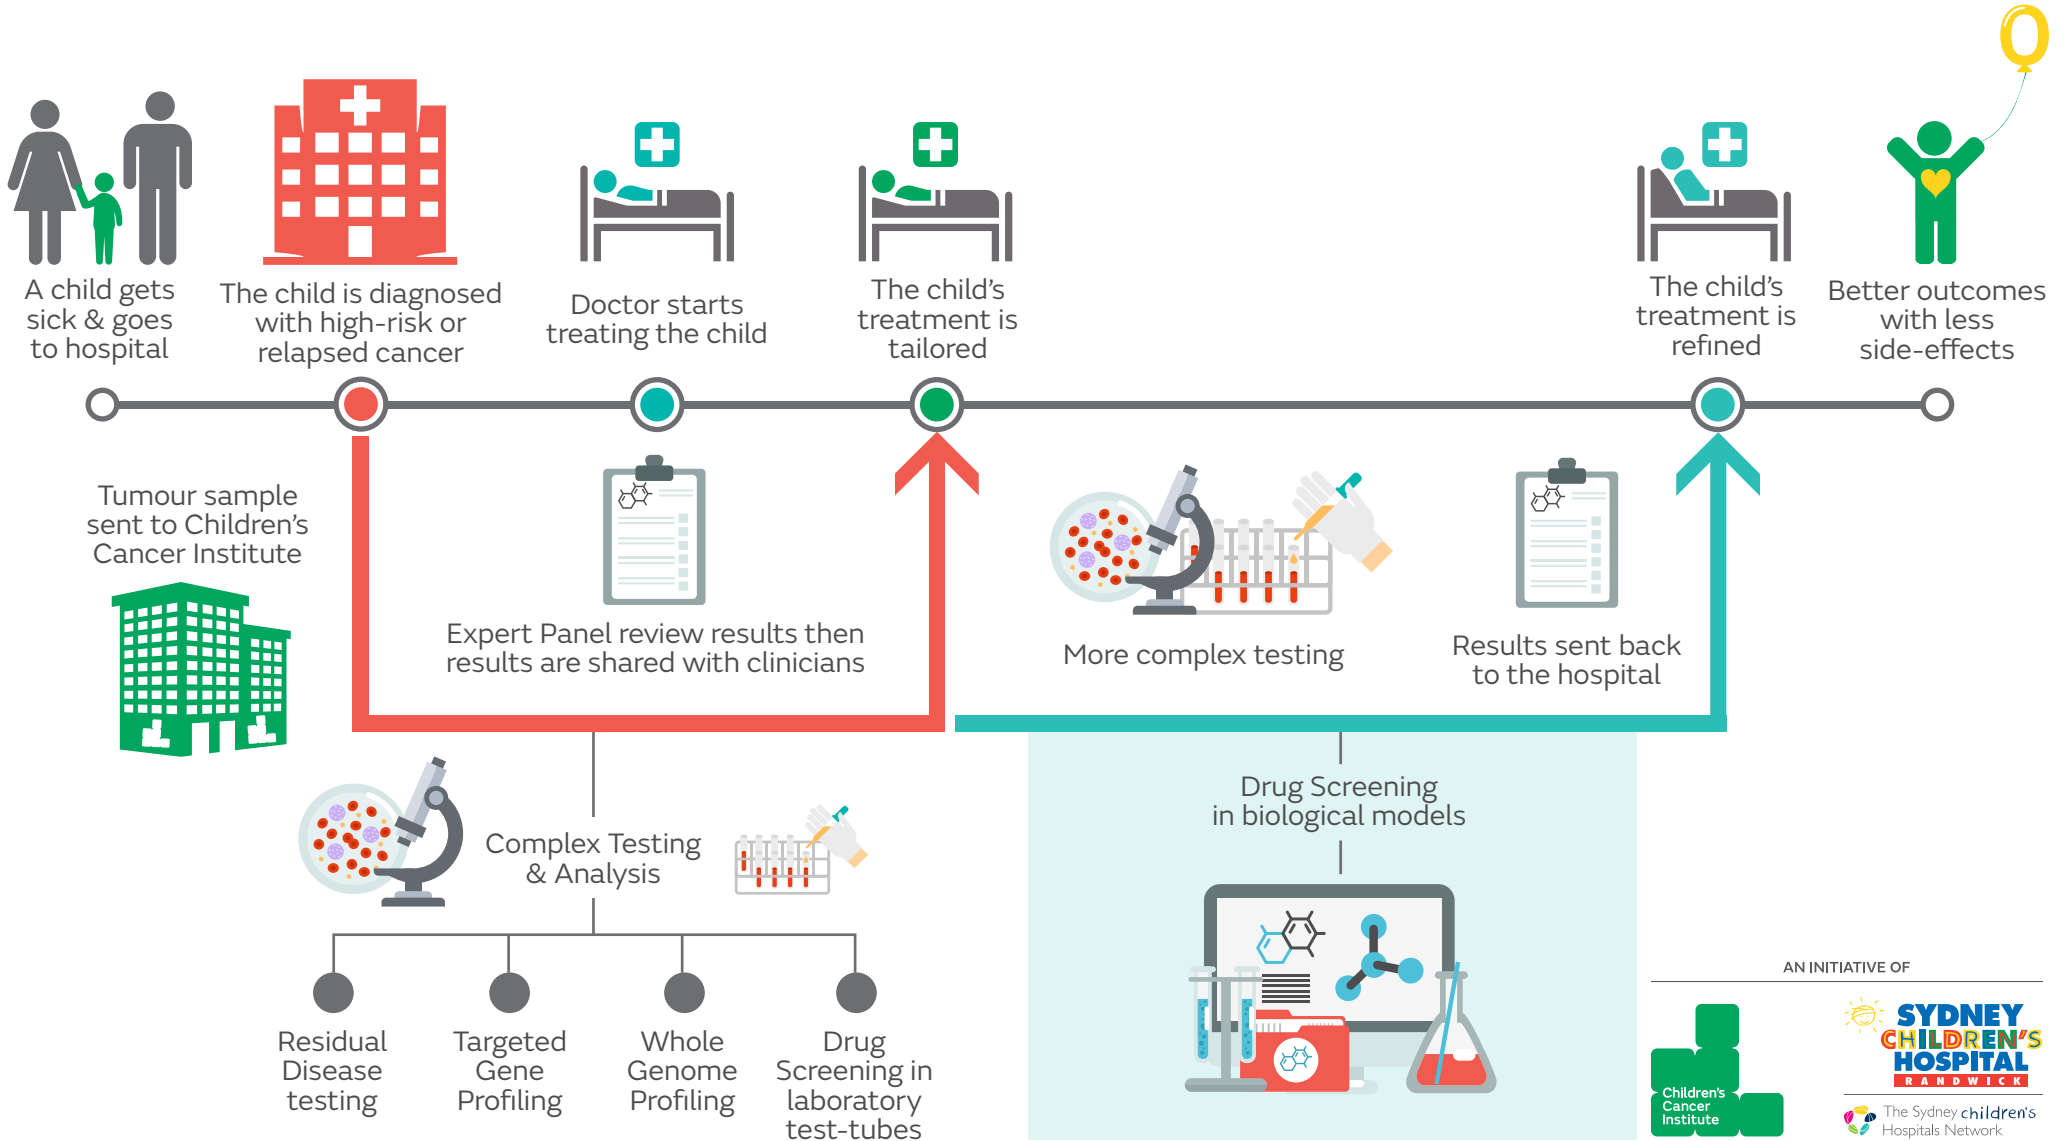 A child gets
sick & goes
to hospital
The child is diagnosed
with high-risk or
relapsed cancer
Doctor starts
treating the child
The child’s
treatment is
tailored
The child’s
treatment is
refined
Better outcomes
with less
side-effects
Tumour sample
sent to Children’s
Cancer Institute
Expert Panel review results then
results are shared with clinicians
More complex testing
Results sent back
to the hospital
Complex Testing
& Analysis
Drug Screening
in biological models
Residual
Disease
testing
Targeted
Gene
Profiling
Whole
Genome
Profiling
Drug
Screening in
laboratory
test-tubes
AN INITIATIVE OF
Children’s
Cancer
Institute
SYDNEY
CHILDREN’S
HOSPITAL
RANDWICK
The Sydney children’s
Hospitals Network